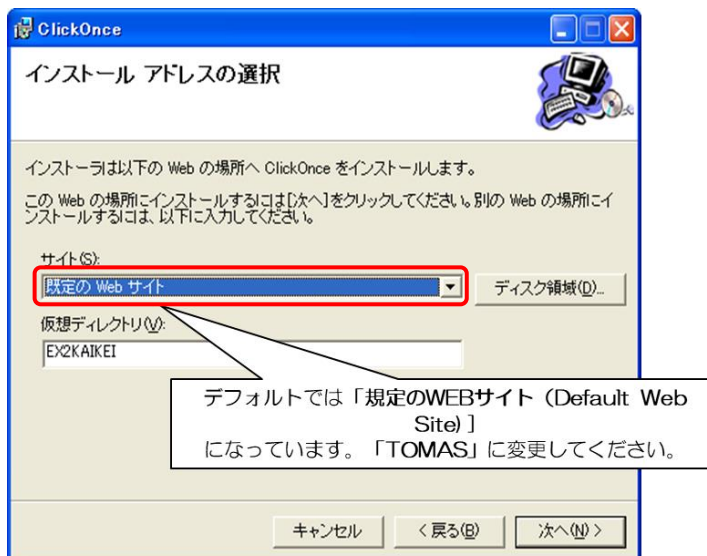 ClickOnce
インストール アドレスの選択
インストーラは以下の Web の場所へ ClickOnce をインストールします。
この Web の場所にインストールするには[次へ]をクリックしてください。別の Web の場所にイ
ンストールするには、以下に入力してください。
サイト(S):
既定の Web サイト
ディスク領域(D)...
仮想ディレクトリ(V):
EX2KAIKEI
デフォルトでは「規定のWEBサイト（Default Web
Site)］
になっています。「TOMAS」に変更してください。
キャンセル
< 戻る(B)
次へ(N) >